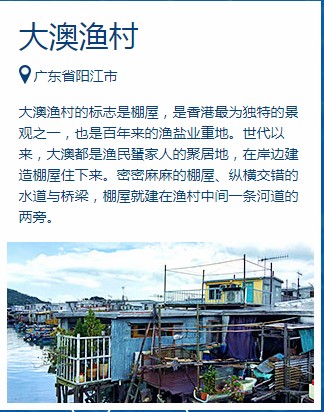 大澳渔村
广东省阳江市
大澳渔村的标志是棚屋，是香港最为独特的景
观之一，也是百年来的渔盐业重地。世代以
来，大澳都是渔民蜑家人的聚居地，在岸边建
造棚屋住下来。密密麻麻的棚屋、纵横交错的
水道与桥梁，棚屋就建在渔村中间一条河道的
两旁。